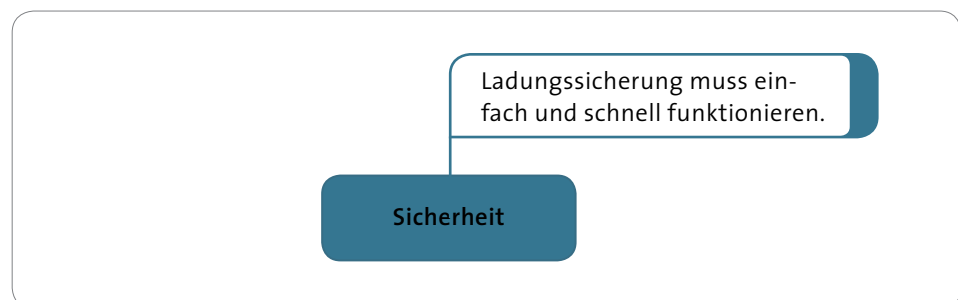 Ladungssicherung muss ein-
fach und schnell funktionieren.
Sicherheit